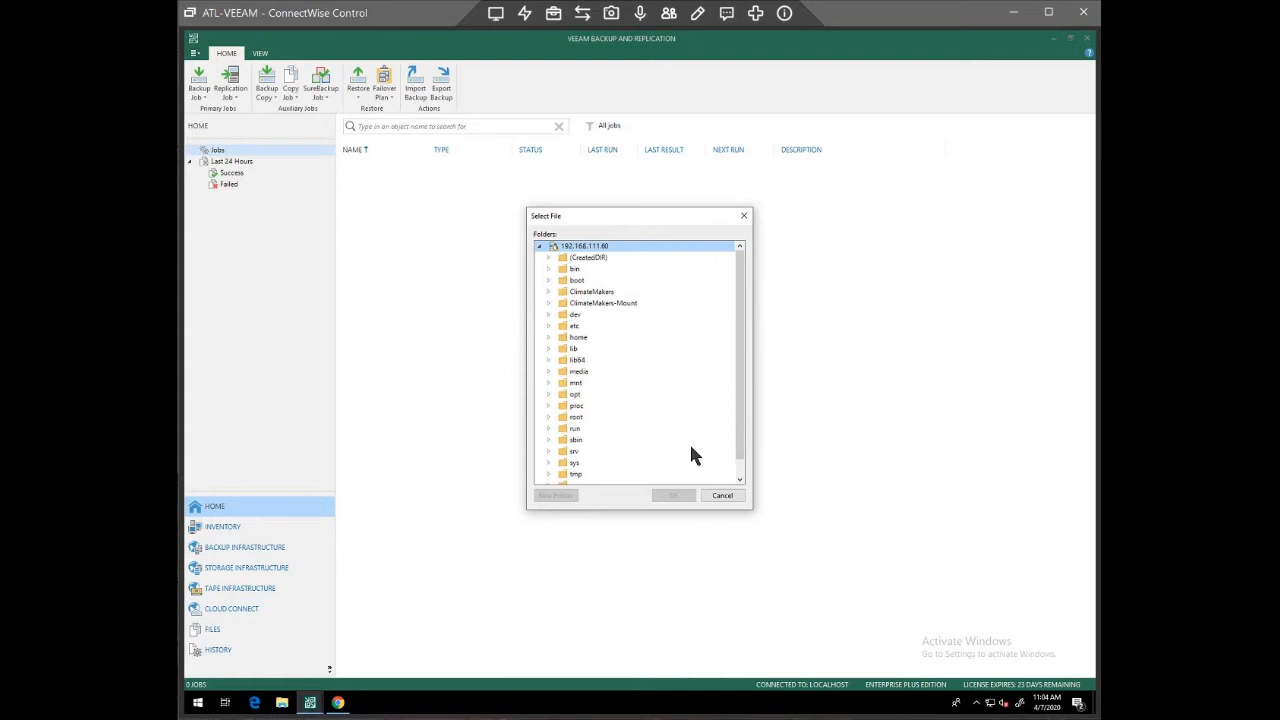 ATL-VEEAM - ConnectWise Control
VEEAM BACKUP AND REPLICATION
HOME VIEW
Backup Job Replication Job Backup Copy Copy Job SureBackup Job Restore Failover Plan Import Backup Export Backup
Primary Jobs Auxiliary Jobs Restore Actions
HOME
Type in an object name to search for
All jobs
Jobs
NAME TYPE STATUS LAST RUN LAST RESULT NEXT RUN DESCRIPTION
Last 24 Hours
Success
Failed
Select File
Folders:
192.168.111.60
(CreatedDIR)
bin
boot
ClimateMakers
ClimateMakers-Mount
dev
etc
home
lib
lib64
media
mnt
opt
proc
root
run
sbin
srv
sys
tmp
New Folder OK Cancel
HOME
INVENTORY
BACKUP INFRASTRUCTURE
STORAGE INFRASTRUCTURE
TAPE INFRASTRUCTURE
CLOUD CONNECT
FILES
HISTORY
Activate Windows
Go to Settings to activate Windows.
0 JOBS CONNECTED TO: LOCALHOST ENTERPRISE PLUS EDITION LICENSE EXPIRES: 23 DAYS REMAINING
11:04 AM
4/7/2020
2